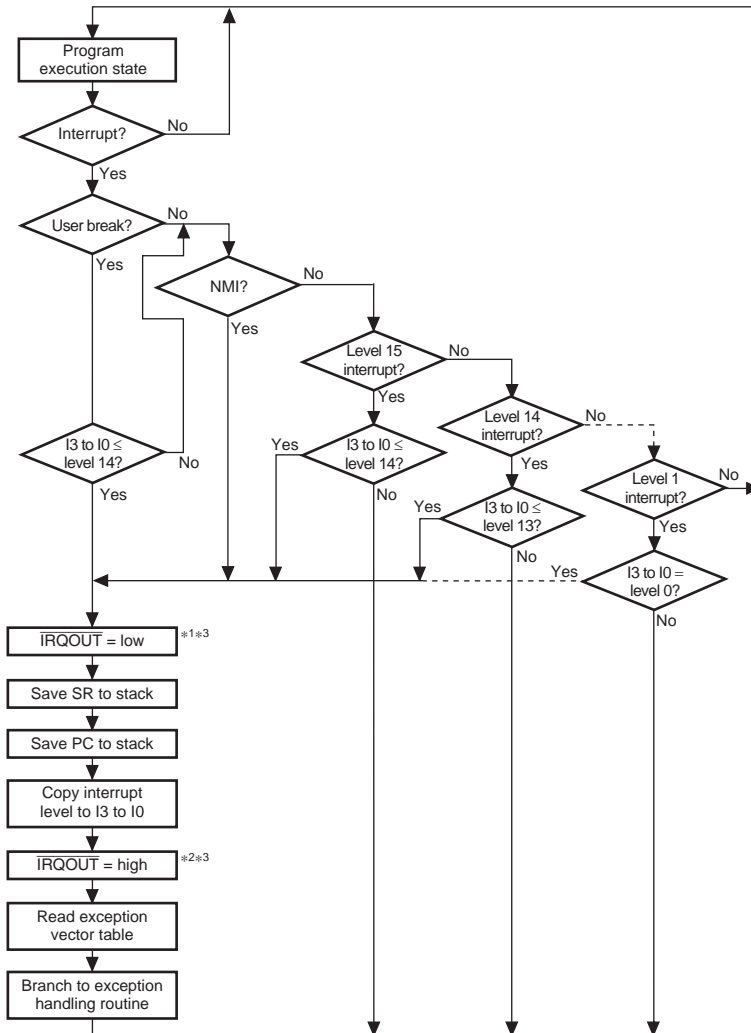 Program
execution state
Interrupt?
No
Yes
User break?
No
Yes
NMI?
No
Yes
Level 15
interrupt?
No
Yes
Level 14
interrupt?
No
Yes
Level 1
interrupt?
No
Yes
I3 to I0 ≤
level 14?
No
Yes
I3 to I0 ≤
level 14?
Yes
No
I3 to I0 ≤
level 13?
Yes
No
I3 to I0 =
level 0?
Yes
No
IRQOUT = low
*1*3
Save SR to stack
Save PC to stack
Copy interrupt
level to I3 to I0
IRQOUT = high
*2*3
Read exception
vector table
Branch to exception
handling routine